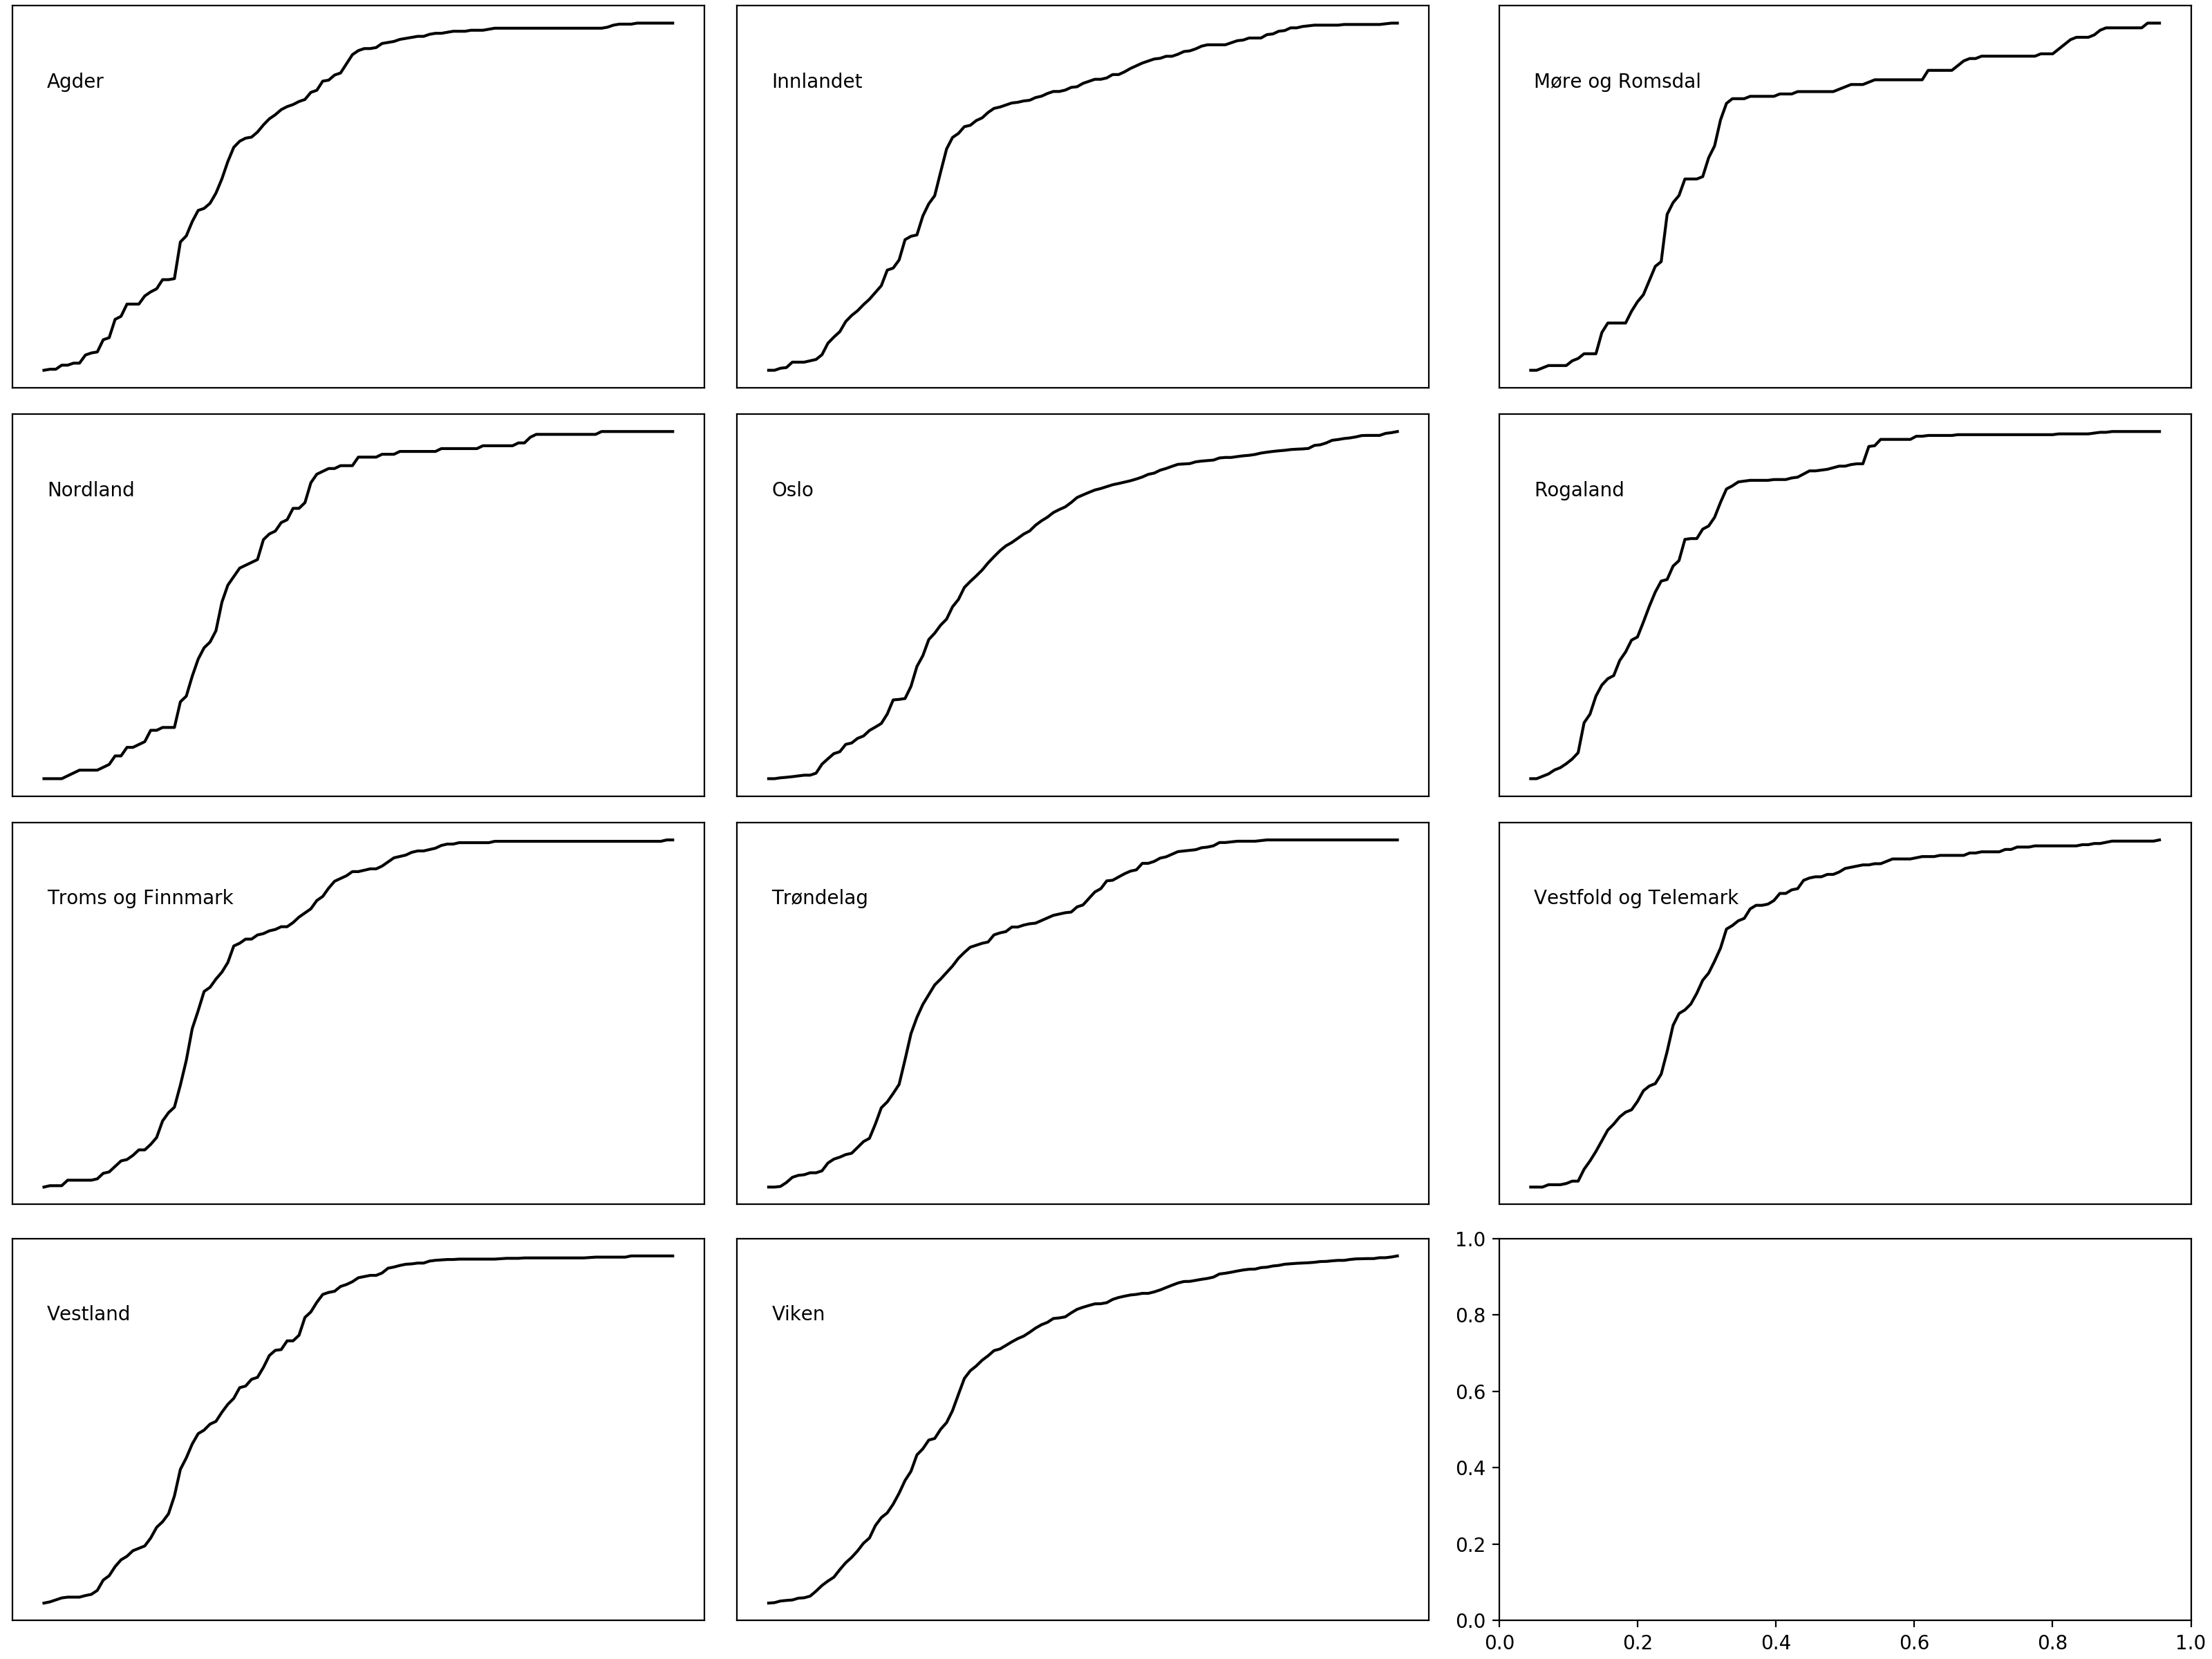 Agder
Innlandet
Møre og Romsdal
Nordland
Oslo
Rogaland
Troms og Finnmark
Trøndelag
Vestfold og Telemark
Vestland
Viken
1.0
0.8
0.6
0.4
0.2
0.0
0.0 0.2 0.4 0.6 0.8 1.0